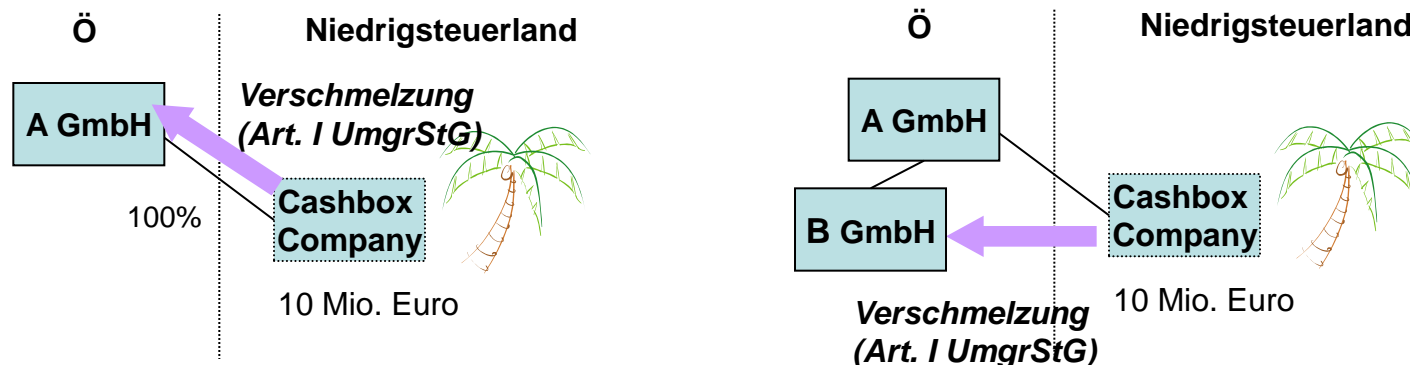 Ö
Niedrigsteuerland
A GmbH
Verschmelzung
(Art. I UmgrStG)
100%
Cashbox
Company
10 Mio. Euro
Ö
Niedrigsteuerland
A GmbH
B GmbH
Cashbox
Company
10 Mio. Euro
Verschmelzung
(Art. I UmgrStG)